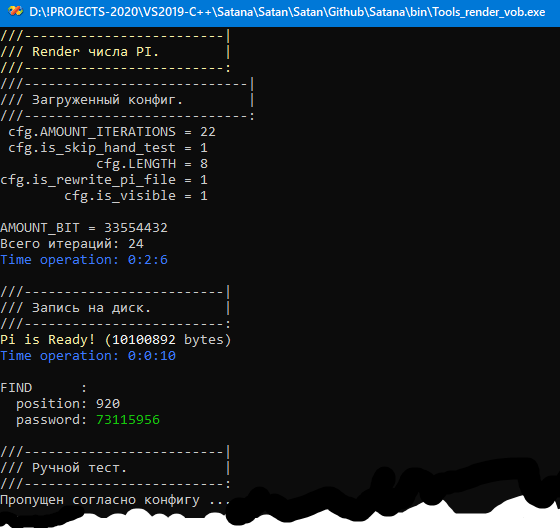 D:\!PROJECTS-2020\VS2019-C++\Satana\Satan\Satan\Github\Satana\bin\Tools_render_vob.exe
///-------------------------|
/// Render числа PI.        |
///-------------------------:
///----------------------------|
/// Загруженный конфиг.        |
///----------------------------:
cfg.AMOUNT_ITERATIONS = 22
cfg.is_skip_hand_test = 1
cfg.LENGTH = 8
cfg.is_rewrite_pi_file = 1
cfg.is_visible = 1
AMOUNT_BIT = 33554432
Всего итераций: 24
Time operation: 0:2:6
///-------------------------|
/// Запись на диск.         |
///-------------------------:
Pi is Ready! (10100892 bytes)
Time operation: 0:0:10
FIND      :
position: 920
password: 73115956
///-------------------------|
/// Ручной тест.            |
///-------------------------:
Пропущен согласно конфигу ...